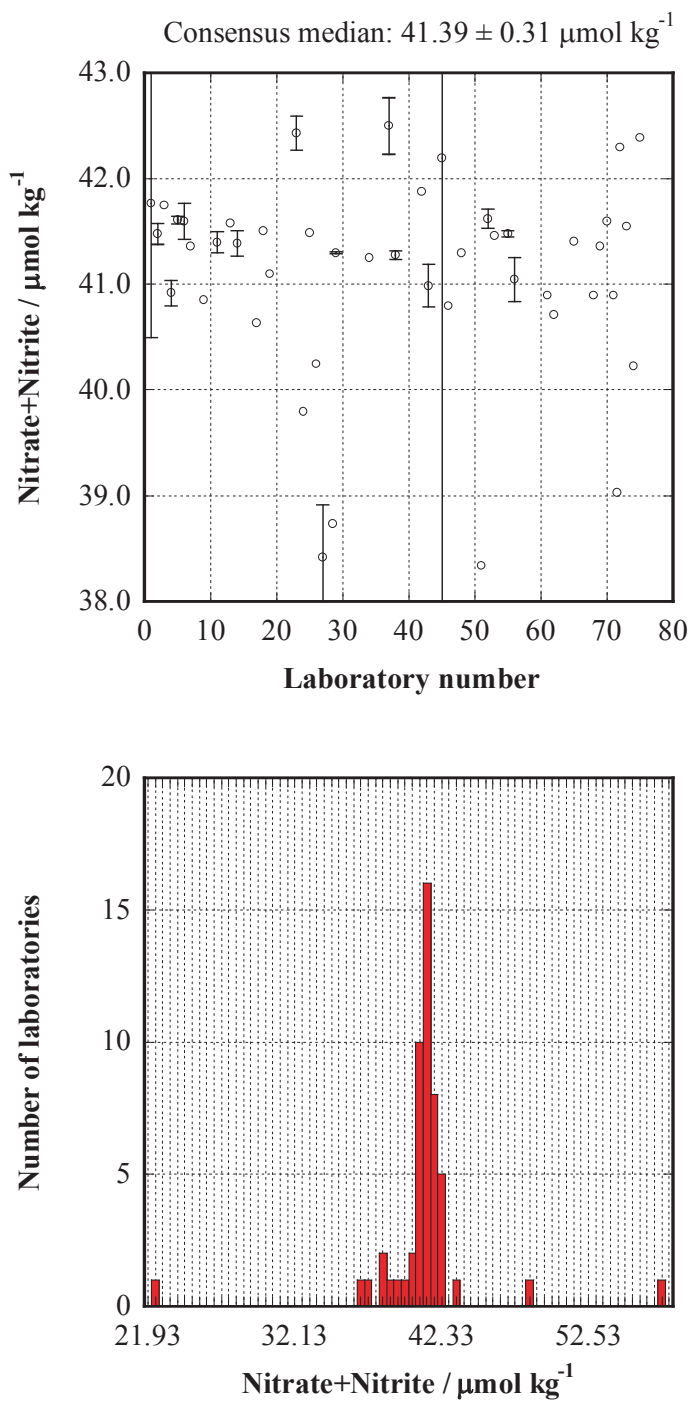 Consensus median: 41.39 ± 0.31 μmol kg⁻¹
43.0
42.0
41.0
40.0
39.0
38.0
Nitrate+Nitrite / μmol kg⁻¹
0 10 20 30 40 50 60 70 80
Laboratory number
20
15
10
5
0
Number of laboratories
21.93 32.13 42.33 52.53
Nitrate+Nitrite / μmol kg⁻¹